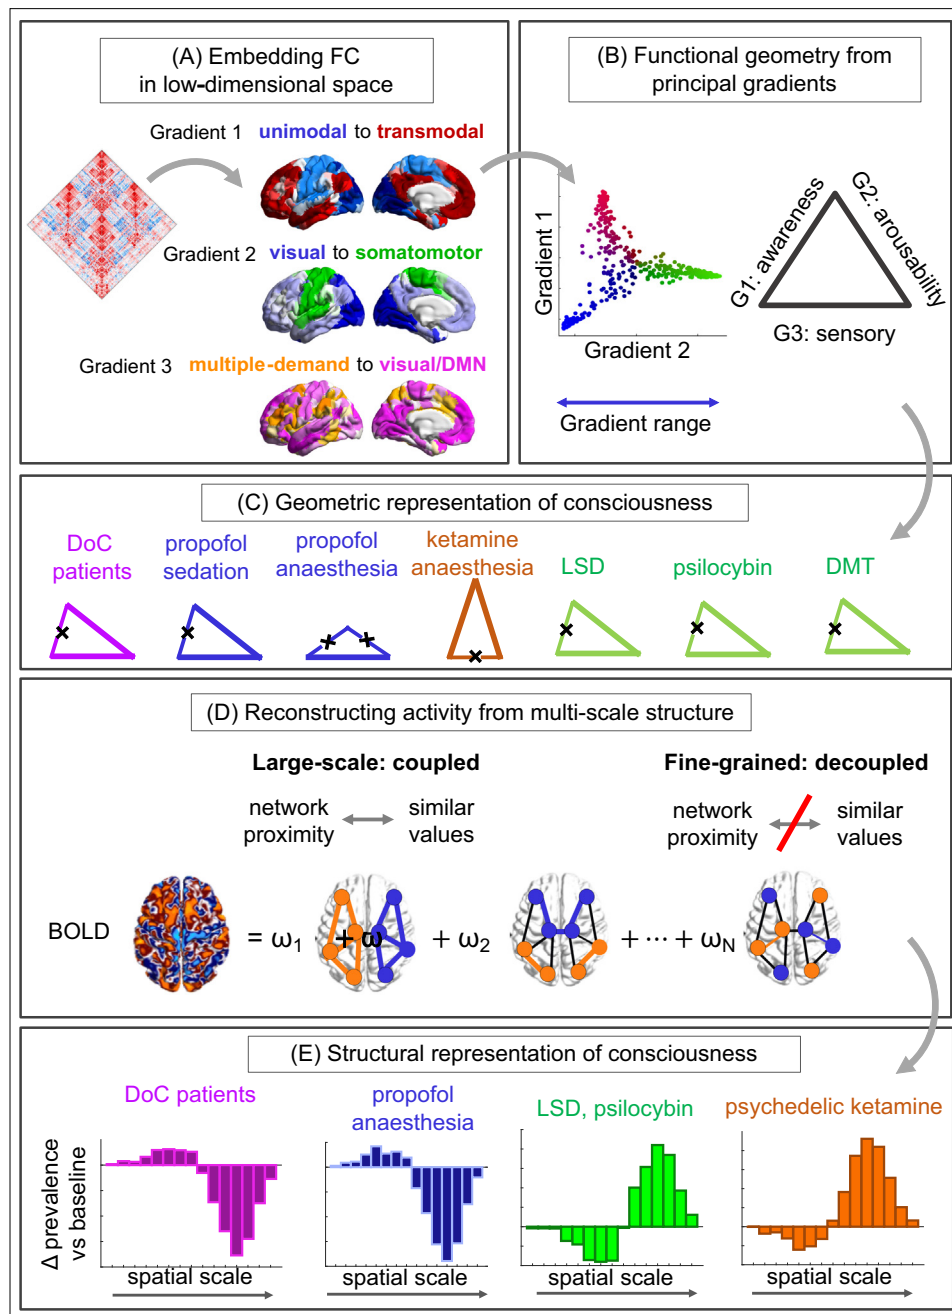 (A) Embedding FC
in low-dimensional space
Gradient 1 unimodal to transmodal
Gradient 2 visual to somatomotor
Gradient 3 multiple-demand to visual/DMN
(B) Functional geometry from
principal gradients
Gradient 1
Gradient 2
Gradient range
G1: awareness
G2: arousability
G3: sensory
(C) Geometric representation of consciousness
DoC
patients
propofol
sedation
propofol
anaesthesia
ketamine
anaesthesia
LSD
psilocybin
DMT
(D) Reconstructing activity from multi-scale structure
Large-scale: coupled
network
proximity
similar
values
Fine-grained: decoupled
network
proximity
similar
values
BOLD
= ω1 + ω + ω2 + ··· + ωN
(E) Structural representation of consciousness
DoC patients
propofol
anaesthesia
LSD, psilocybin
psychedelic ketamine
Δ prevalence
vs baseline
spatial scale
spatial scale
spatial scale
spatial scale